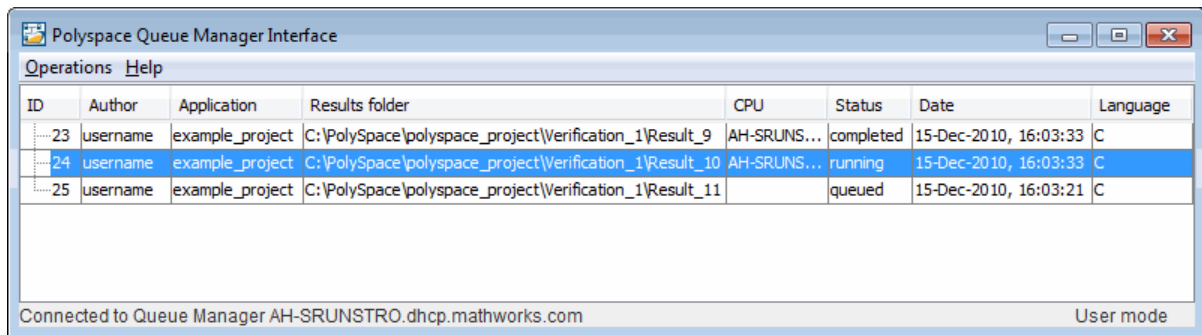 Polyspace Queue Manager Interface
Operations Help
ID Author Application Results folder CPU Status Date Language
23 username example_project C:\PolySpace\polyspace_project\Verification_1\Result_9 AH-SRUNS... completed 15-Dec-2010, 16:03:33 C
24 username example_project C:\PolySpace\polyspace_project\Verification_1\Result_10 AH-SRUNS... running 15-Dec-2010, 16:03:33 C
25 username example_project C:\PolySpace\polyspace_project\Verification_1\Result_11 queued 15-Dec-2010, 16:03:21 C
Connected to Queue Manager AH-SRUNSTRO.dhcp.mathworks.com User mode